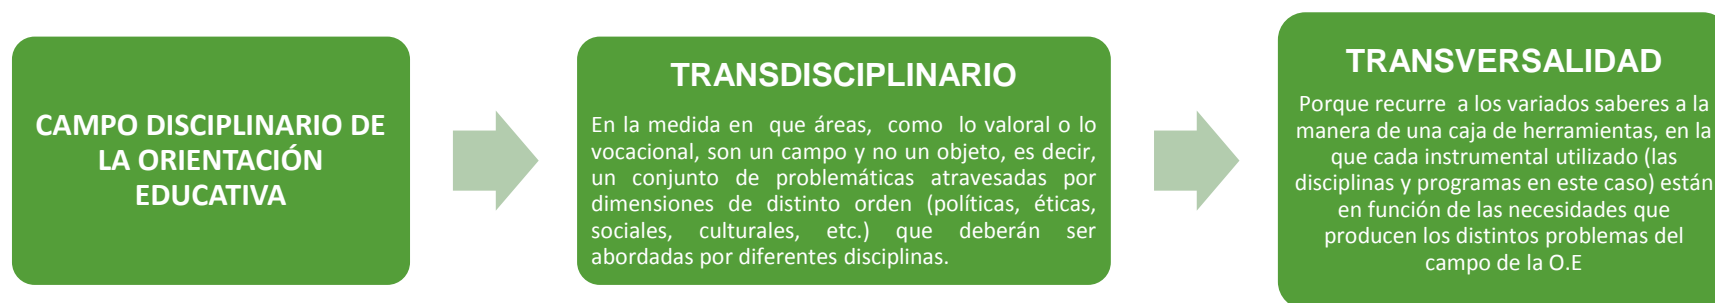 CAMPO DISCIPLINARIO DE
LA ORIENTACIÓN
EDUCATIVA
TRANSDISCIPLINARIO
En la medida en que áreas, como lo valoral o lo
vocacional, son un campo y no un objeto, es decir,
un conjunto de problemáticas atravesadas por
dimensiones de distinto orden (políticas, éticas,
sociales, culturales, etc.) que deberán ser
abordadas por diferentes disciplinas.
TRANSVERSALIDAD
Porque recurre a los variados saberes a la
manera de una caja de herramientas, en la
que cada instrumental utilizado (las
disciplinas y programas en este caso) están
en función de las necesidades que
producen los distintos problemas del
campo de la O.E